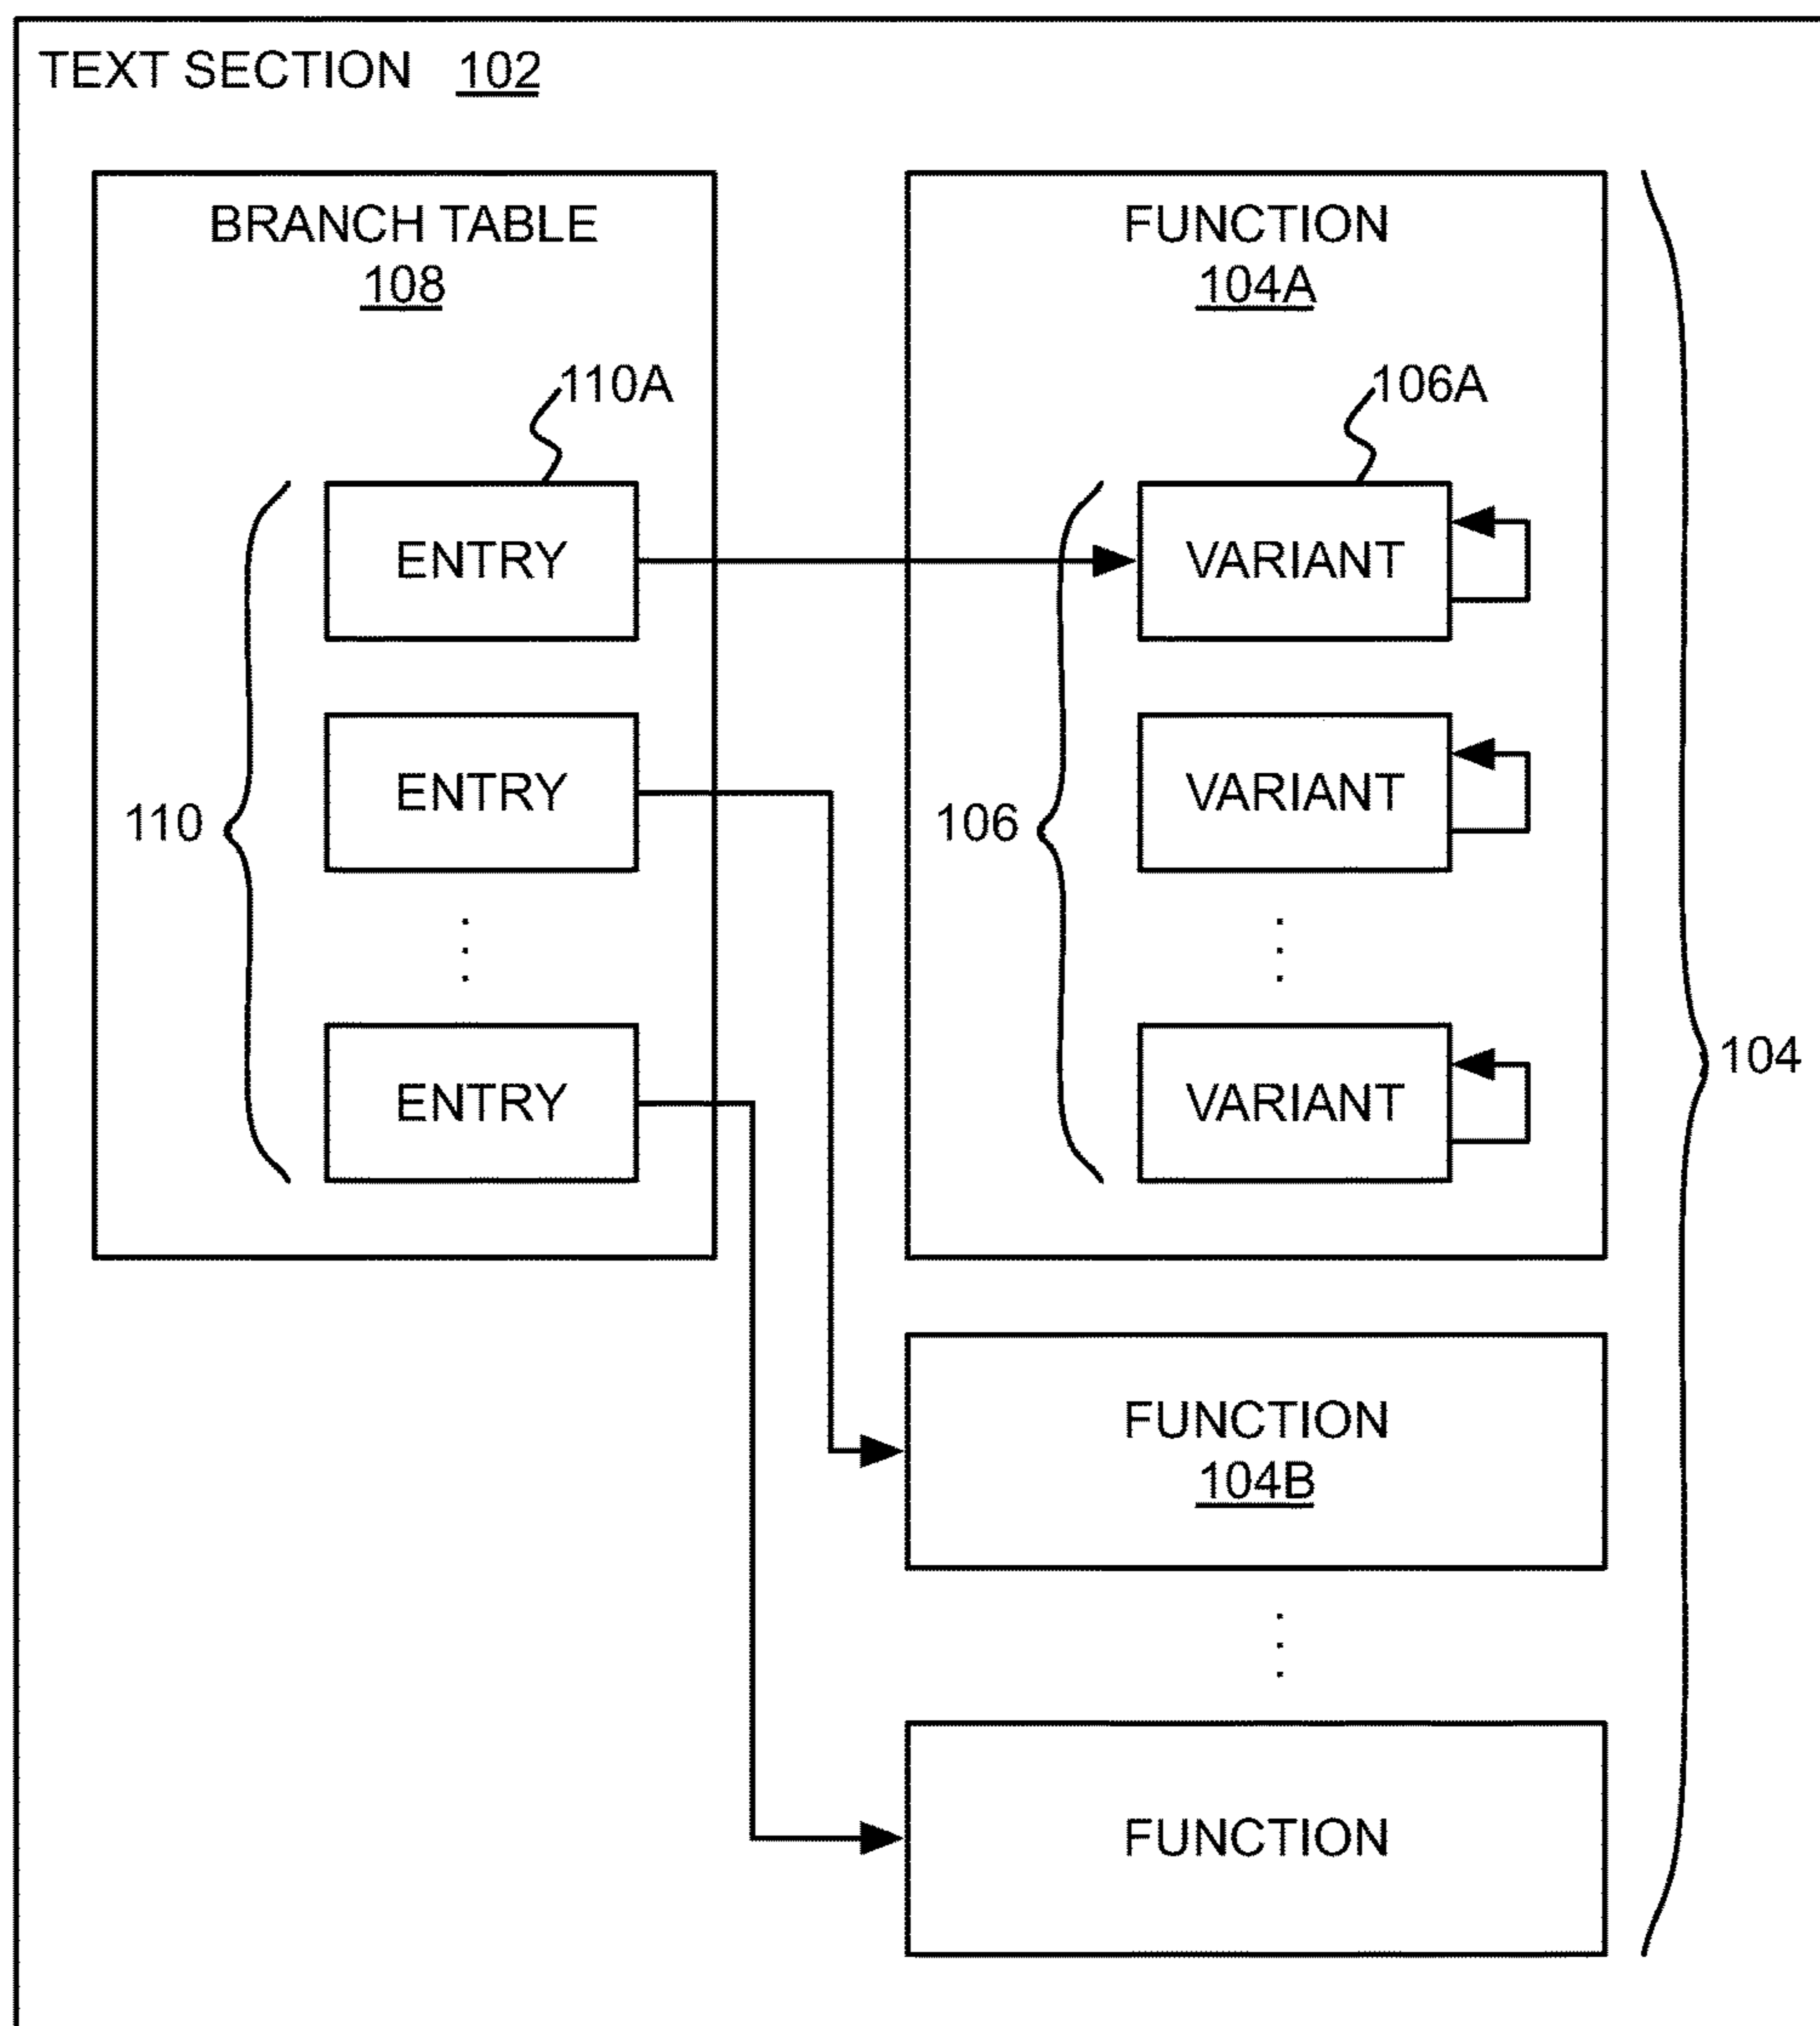 TEXT SECTION 102
BRANCH TABLE
108
110A
ENTRY
ENTRY
ENTRY
110
FUNCTION
104A
106A
VARIANT
VARIANT
VARIANT
106
104
FUNCTION
104B
FUNCTION